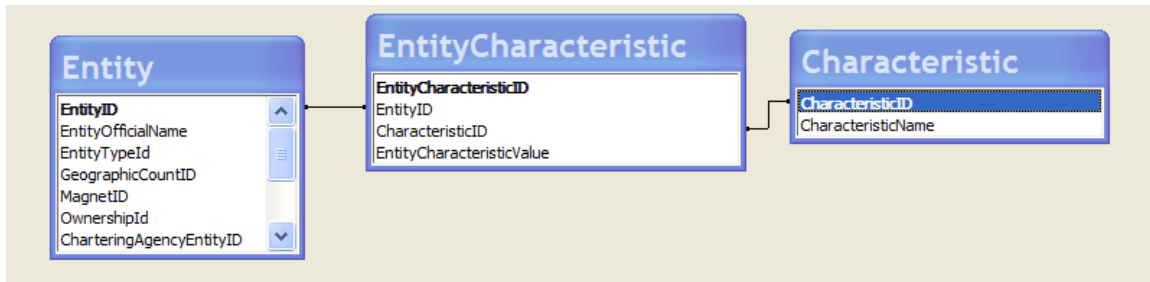 Entity
EntityID
EntityOfficialName
EntityTypeId
GeographicCountID
MagnetID
OwnershipId
CharteringAgencyEntityID
EntityCharacteristic
EntityCharacteristicID
EntityID
CharacteristicID
EntityCharacteristicValue
Characteristic
CharacteristicID
CharacteristicName